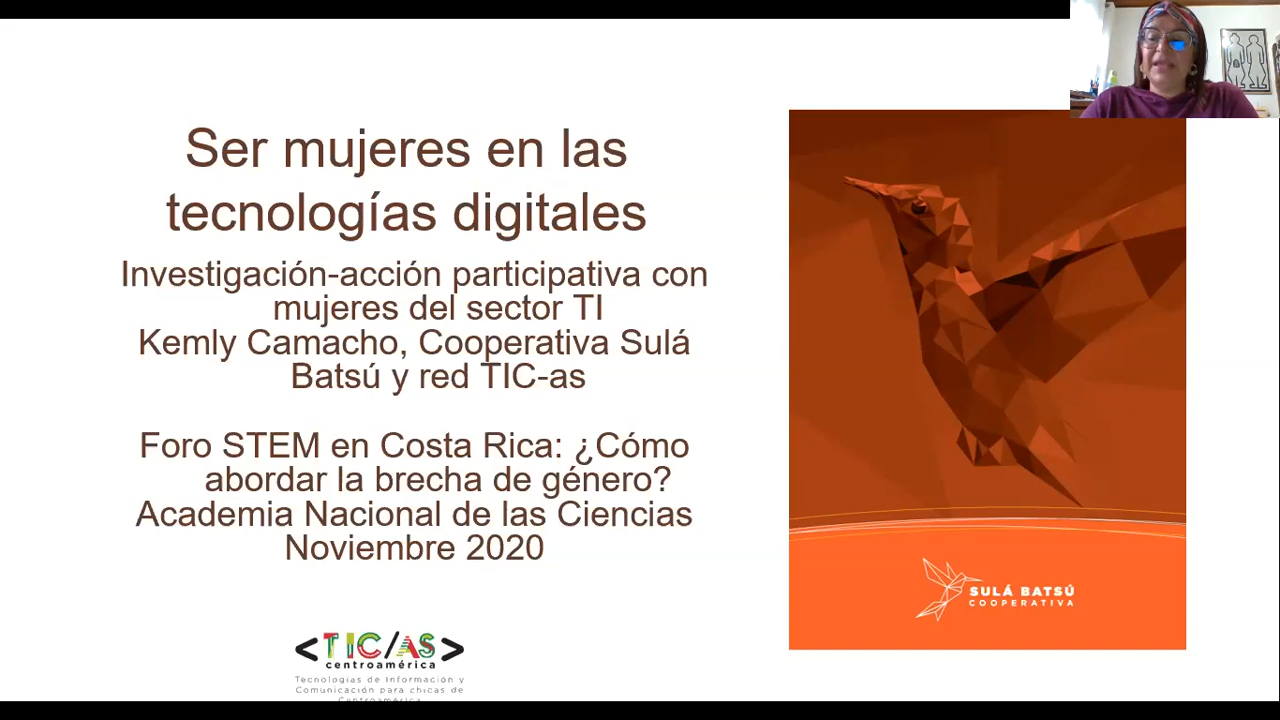 Ser mujeres en las
tecnologías digitales
Investigación-acción participativa con
mujeres del sector TI
Kemly Camacho, Cooperativa Sulá
Batsú y red TIC-as
Foro STEM en Costa Rica: ¿Cómo
abordar la brecha de género?
Academia Nacional de las Ciencias
Noviembre 2020
SULÁ BATSÚ
COOPERATIVA
<TIC/AS>
centroamérica
Tecnologías de Información y
Comunicación para chicas de
Centroamérica